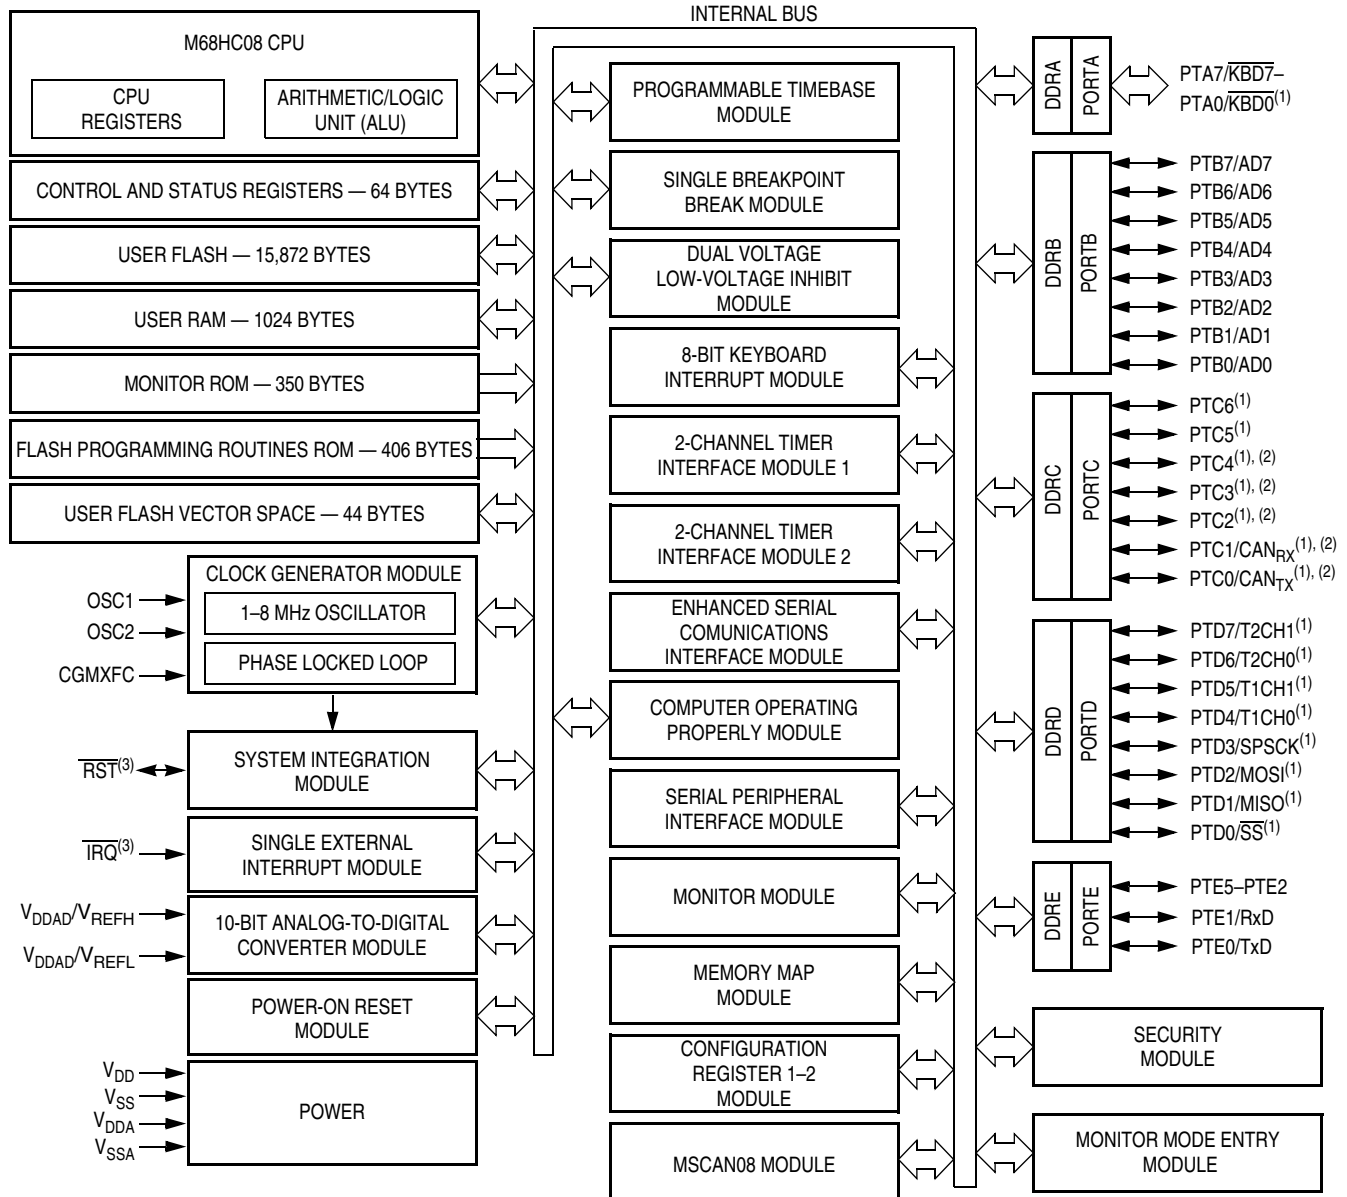 INTERNAL BUS
M68HC08 CPU
CPU
REGISTERS
ARITHMETIC/LOGIC
UNIT (ALU)
CONTROL AND STATUS REGISTERS — 64 BYTES
USER FLASH — 15,872 BYTES
USER RAM — 1024 BYTES
MONITOR ROM — 350 BYTES
FLASH PROGRAMMING ROUTINES ROM — 406 BYTES
USER FLASH VECTOR SPACE — 44 BYTES
CLOCK GENERATOR MODULE
1–8 MHz OSCILLATOR
PHASE LOCKED LOOP
OSC1
OSC2
CGMXFC
SYSTEM INTEGRATION
MODULE
RST(3)
SINGLE EXTERNAL
INTERRUPT MODULE
IRQ(3)
10-BIT ANALOG-TO-DIGITAL
CONVERTER MODULE
VDDAD/VREFH
VDDAD/VREFL
POWER-ON RESET
MODULE
POWER
VDD
VSS
VDDA
VSSA
PROGRAMMABLE TIMEBASE
MODULE
SINGLE BREAKPOINT
BREAK MODULE
DUAL VOLTAGE
LOW-VOLTAGE INHIBIT
MODULE
8-BIT KEYBOARD
INTERRUPT MODULE
2-CHANNEL TIMER
INTERFACE MODULE 1
2-CHANNEL TIMER
INTERFACE MODULE 2
ENHANCED SERIAL
COMUNICATIONS
INTERFACE MODULE
COMPUTER OPERATING
PROPERLY MODULE
SERIAL PERIPHERAL
INTERFACE MODULE
MONITOR MODULE
MEMORY MAP
MODULE
CONFIGURATION
REGISTER 1–2
MODULE
MSCAN08 MODULE
DDRA
PORTA
PTA7/KBD7–
PTA0/KBD0(1)
DDRB
PORTB
PTB7/AD7
PTB6/AD6
PTB5/AD5
PTB4/AD4
PTB3/AD3
PTB2/AD2
PTB1/AD1
PTB0/AD0
DDRC
PORTC
PTC6(1)
PTC5(1)
PTC4(1), (2)
PTC3(1), (2)
PTC2(1), (2)
PTC1/CANRX(1), (2)
PTC0/CANTX(1), (2)
DDRD
PORTD
PTD7/T2CH1(1)
PTD6/T2CH0(1)
PTD5/T1CH1(1)
PTD4/T1CH0(1)
PTD3/SPSCK(1)
PTD2/MOSI(1)
PTD1/MISO(1)
PTD0/SS(1)
DDRE
PORTE
PTE5–PTE2
PTE1/RxD
PTE0/TxD
SECURITY
MODULE
MONITOR MODE ENTRY
MODULE